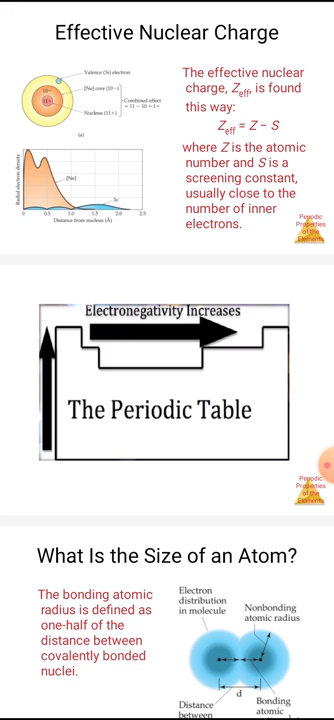 Effective Nuclear Charge
Valence (3s) electron
[Ne] core (10−)
10−
11+
Combined effect
= 11 − 10 = 1+
Nucleus (11+)
(a)
The effective nuclear
charge, Zeff, is found
this way:
Zeff = Z − S
where Z is the atomic
number and S is a
screening constant,
usually close to the
number of inner
electrons.
Radial electron density
[Ne]
3s
0 0.5 1.0 1.5 2.0 2.5
Distance from nucleus (Å)
Periodic
Properties
of the
Elements
Electronegativity Increases
The Periodic Table
Periodic
Properties
of the
Elements
What Is the Size of an Atom?
The bonding atomic
radius is defined as
one-half of the
distance between
covalently bonded
nuclei.
Electron
distribution
in molecule
Nonbonding
atomic radius
d
Distance
between
Bonding
atomic